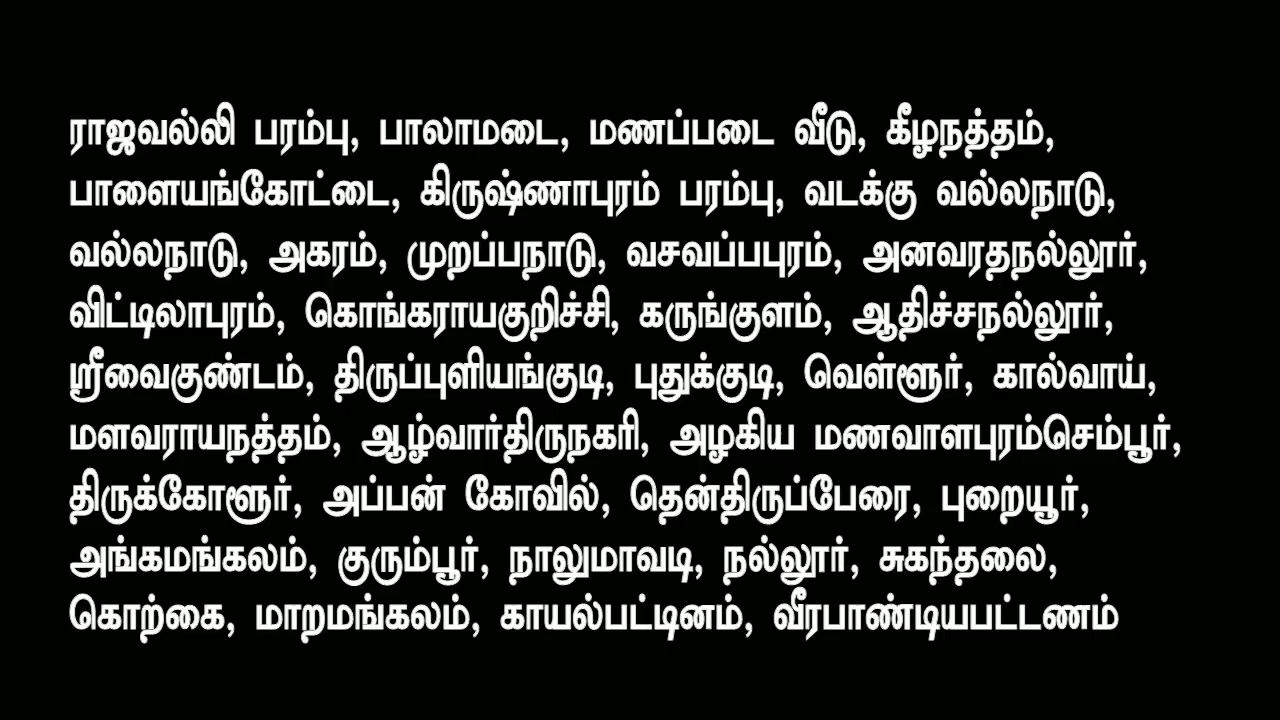 ராஜவல்லி பரம்பு, பாலாமடை, மணப்படை வீடு, கீழநத்தம்,
பாளையங்கோட்டை, கிருஷ்ணாபுரம் பரம்பு, வடக்கு வல்லநாடு,
வல்லநாடு, அகரம், முறப்பநாடு, வசவப்பபுரம், அனவரதநல்லூர்,
விட்டிலாபுரம், கொங்கராயகுறிச்சி, கருங்குளம், ஆதிச்சநல்லூர்,
ஸ்ரீவைகுண்டம், திருப்புளியங்குடி, புதுக்குடி, வெள்ளூர், கால்வாய்,
மளவராயநத்தம், ஆழ்வார்திருநகரி, அழகிய மணவாளபுரம்செம்பூர்,
திருக்கோளூர், அப்பன் கோவில், தென்திருப்பேரை, புறையூர்,
அங்கமங்கலம், குரும்பூர், நாலுமாவடி, நல்லூர், சுகந்தலை,
கொற்கை, மாறமங்கலம், காயல்பட்டினம், வீரபாண்டியபட்டணம்